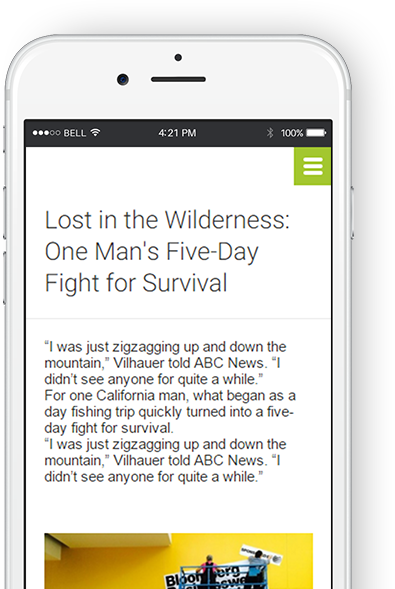 BELL 4:21 PM 100%
Lost in the Wilderness:
One Man's Five-Day
Fight for Survival
“I was just zigzagging up and down the
mountain,” Vilhauer told ABC News. “I
didn’t see anyone for quite a while.”
For one California man, what began as a
day fishing trip quickly turned into a five-
day fight for survival.
“I was just zigzagging up and down the
mountain,” Vilhauer told ABC News. “I
didn’t see anyone for quite a while.”